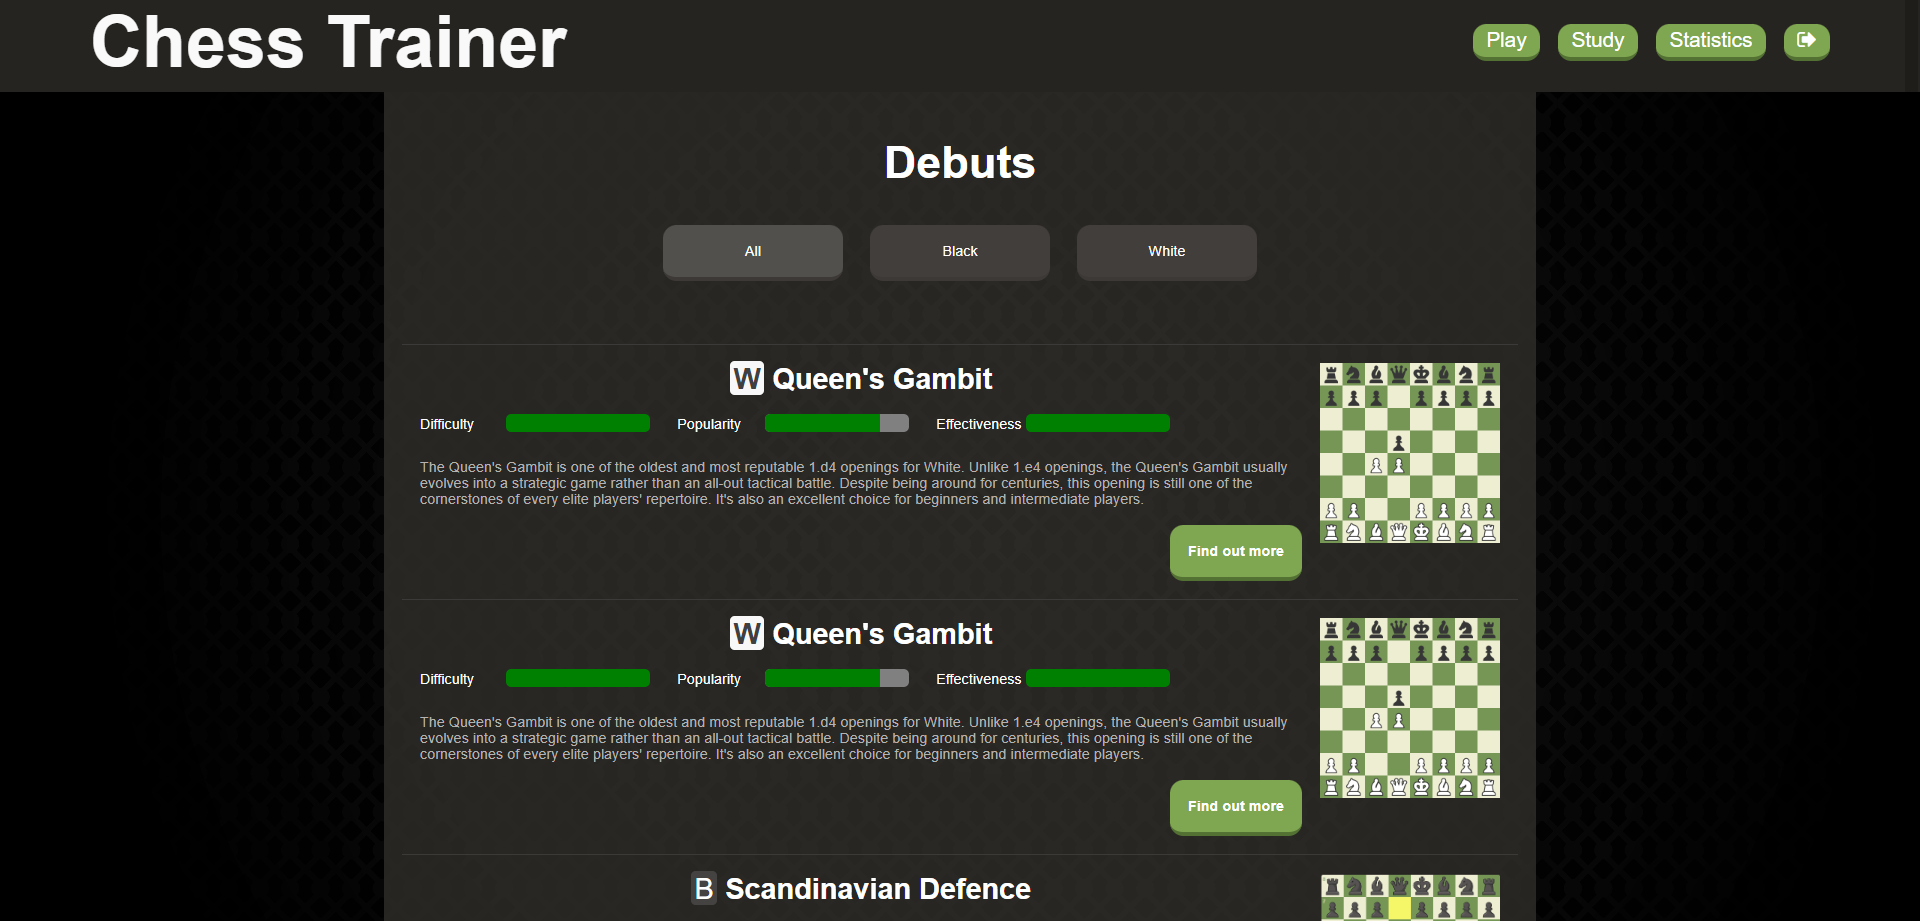 Chess Trainer
Play
Study
Statistics
Debuts
All
Black
White
W Queen's Gambit
Difficulty
Popularity
Effectiveness
The Queen's Gambit is one of the oldest and most reputable 1.d4 openings for White. Unlike 1.e4 openings, the Queen's Gambit usually
evolves into a strategic game rather than an all-out tactical battle. Despite being around for centuries, this opening is still one of the
cornerstones of every elite players' repertoire. It's also an excellent choice for beginners and intermediate players.
Find out more
W Queen's Gambit
Difficulty
Popularity
Effectiveness
The Queen's Gambit is one of the oldest and most reputable 1.d4 openings for White. Unlike 1.e4 openings, the Queen's Gambit usually
evolves into a strategic game rather than an all-out tactical battle. Despite being around for centuries, this opening is still one of the
cornerstones of every elite players' repertoire. It's also an excellent choice for beginners and intermediate players.
Find out more
B Scandinavian Defence